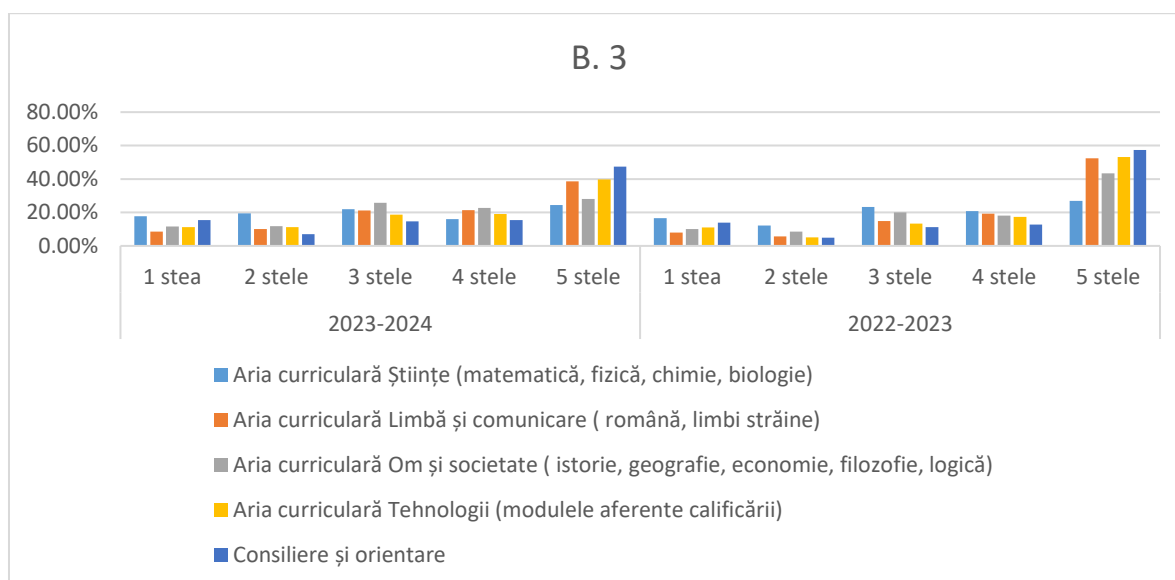 B. 3
80.00%
60.00%
40.00%
20.00%
0.00%
1 stea 2 stele 3 stele 4 stele 5 stele 1 stea 2 stele 3 stele 4 stele 5 stele
2023-2024 2022-2023
Aria curriculară Științe (matematică, fizică, chimie, biologie)
Aria curriculară Limbă și comunicare ( română, limbi străine)
Aria curriculară Om și societate ( istorie, geografie, economie, filozofie, logică)
Aria curriculară Tehnologii (modulele aferente calificării)
Consiliere și orientare